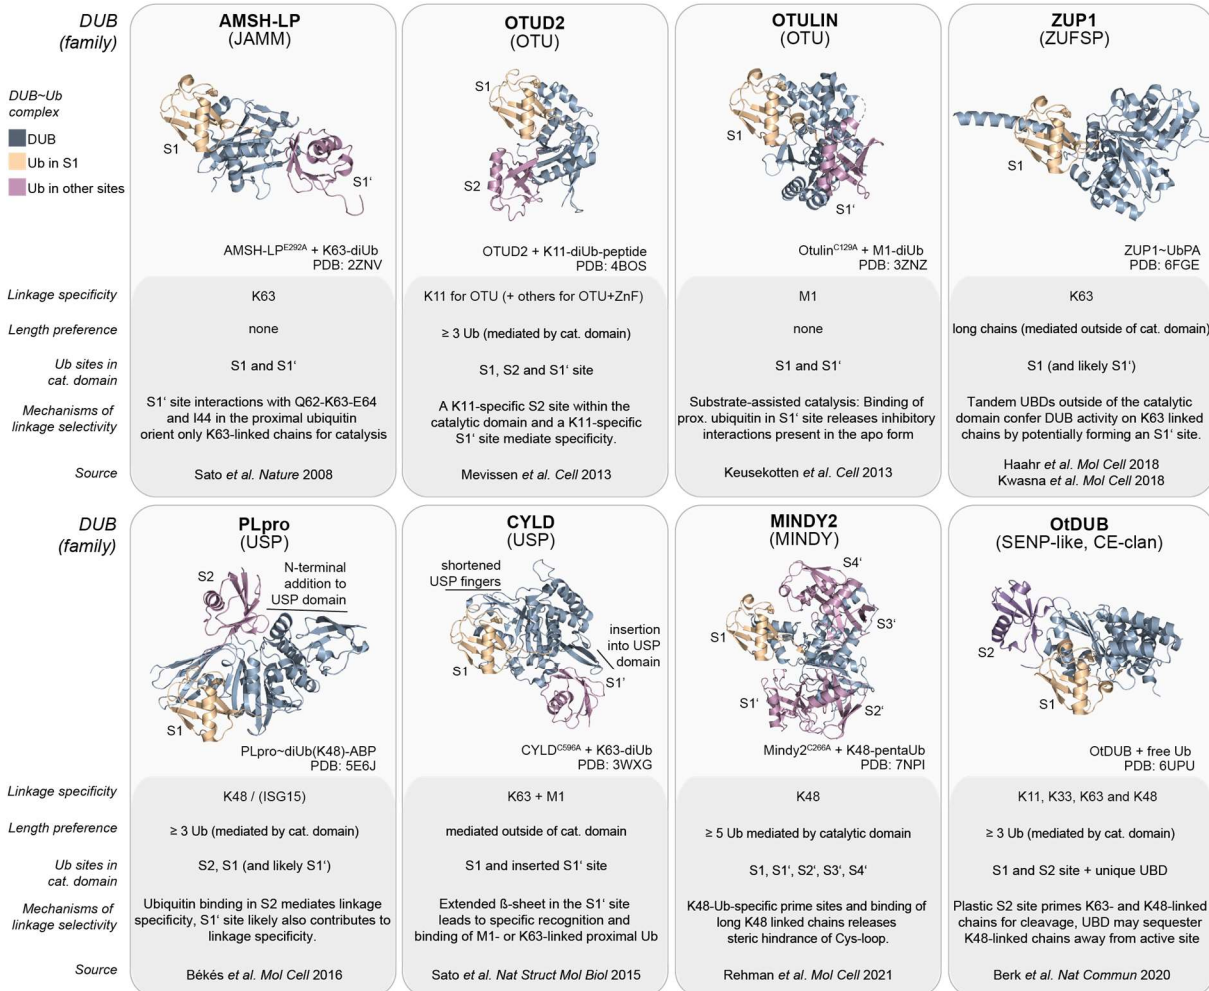 DUB
(family)
DUB~Ub
complex
DUB
Ub in S1
Ub in other sites
AMSH-LP
(JAMM)
S1
S1‘
AMSH-LPE292A + K63-diUb
PDB: 2ZNV
OTUD2
(OTU)
S1
S2
OTUD2 + K11-diUb-peptide
PDB: 4BOS
OTULIN
(OTU)
S1
S1‘
OtulinC129A + M1-diUb
PDB: 3ZNZ
ZUP1
(ZUFSP)
S1
ZUP1~UbPA
PDB: 6FGE
Linkage specificity
K63
K11 for OTU (+ others for OTU+ZnF)
M1
K63
Length preference
none
≥ 3 Ub (mediated by cat. domain)
none
long chains (mediated outside of cat. domain)
Ub sites in
cat. domain
S1 and S1‘
S1, S2 and S1‘ site
S1 and S1‘
S1 (and likely S1‘)
Mechanisms of
linkage selectivity
S1‘ site interactions with Q62-K63-E64
and I44 in the proximal ubiquitin
orient only K63-linked chains for catalysis
A K11-specific S2 site within the
catalytic domain and a K11-specific
S1‘ site mediate specificity.
Substrate-assisted catalysis: Binding of
prox. ubiquitin in S1‘ site releases inhibitory
interactions present in the apo form
Tandem UBDs outside of the catalytic
domain confer DUB activity on K63 linked
chains by potentially forming an S1‘ site.
Source
Sato et al. Nature 2008
Mevissen et al. Cell 2013
Keusekotten et al. Cell 2013
Haahr et al. Mol Cell 2018
Kwasna et al. Mol Cell 2018
DUB
(family)
PLpro
(USP)
S2
N-terminal
addition to
USP domain
S1
PLpro~diUb(K48)-ABP
PDB: 5E6J
CYLD
(USP)
shortened
USP fingers
insertion
into USP
domain
S1
S1'
CYLDC596A + K63-diUb
PDB: 3WXG
MINDY2
(MINDY)
S4‘
S1
S3‘
S1‘
S2‘
Mindy2C266A + K48-pentaUb
PDB: 7NPI
OtDUB
(SENP-like, CE-clan)
S2
S1
OtDUB + free Ub
PDB: 6UPU
Linkage specificity
K48 / (ISG15)
K63 + M1
K48
K11, K33, K63 and K48
Length preference
≥ 3 Ub (mediated by cat. domain)
mediated outside of cat. domain
≥ 5 Ub mediated by catalytic domain
≥ 3 Ub (mediated by cat. domain)
Ub sites in
cat. domain
S2, S1 (and likely S1‘)
S1 and inserted S1‘ site
S1, S1‘, S2‘, S3‘, S4‘
S1 and S2 site + unique UBD
Mechanisms of
linkage selectivity
Ubiquitin binding in S2 mediates linkage
specificity, S1‘ site likely also contributes to
linkage specificity.
Extended ß-sheet in the S1‘ site
leads to specific recognition and
binding of M1- or K63-linked proximal Ub
K48-Ub-specific prime sites and binding of
long K48 linked chains releases
steric hindrance of Cys-loop.
Plastic S2 site primes K63- and K48-linked
chains for cleavage, UBD may sequester
K48-linked chains away from active site
Source
Békés et al. Mol Cell 2016
Sato et al. Nat Struct Mol Biol 2015
Rehman et al. Mol Cell 2021
Berk et al. Nat Commun 2020